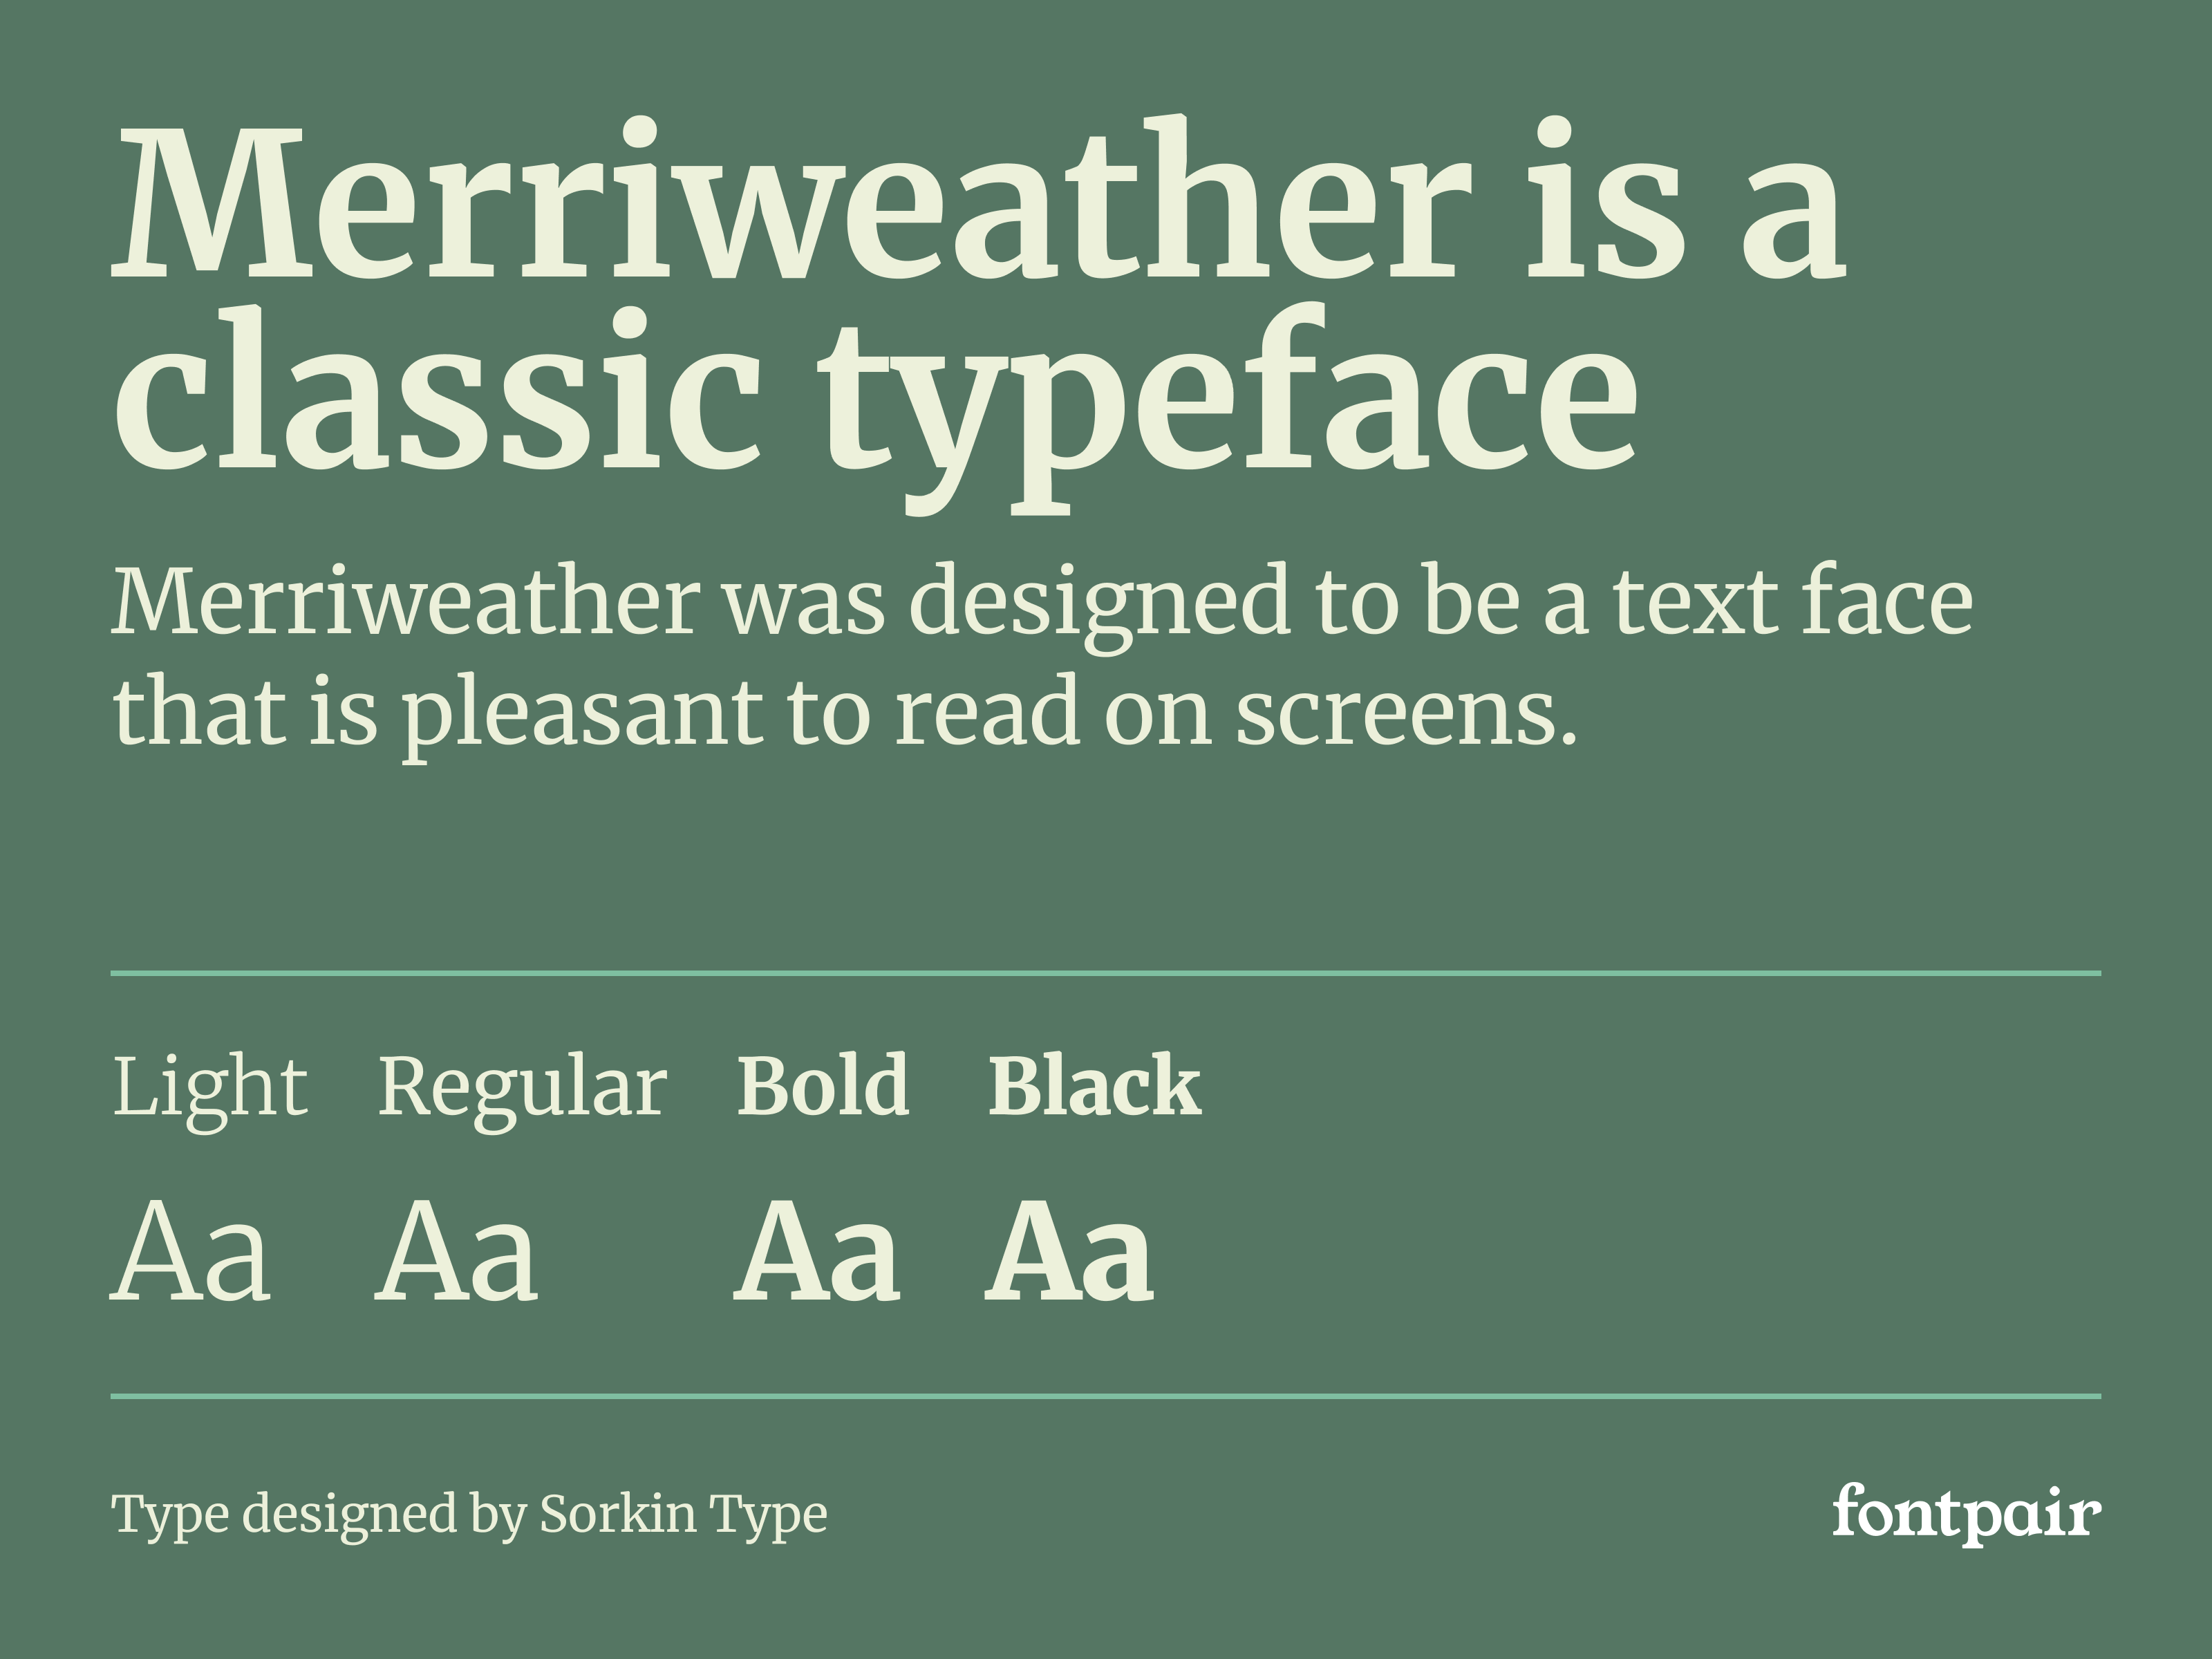 Merriweather is a
classic typeface
Merriweather was designed to be a text face
that is pleasant to read on screens.
Light Regular Bold Black
Aa Aa Aa Aa
Type designed by Sorkin Type
fontpair